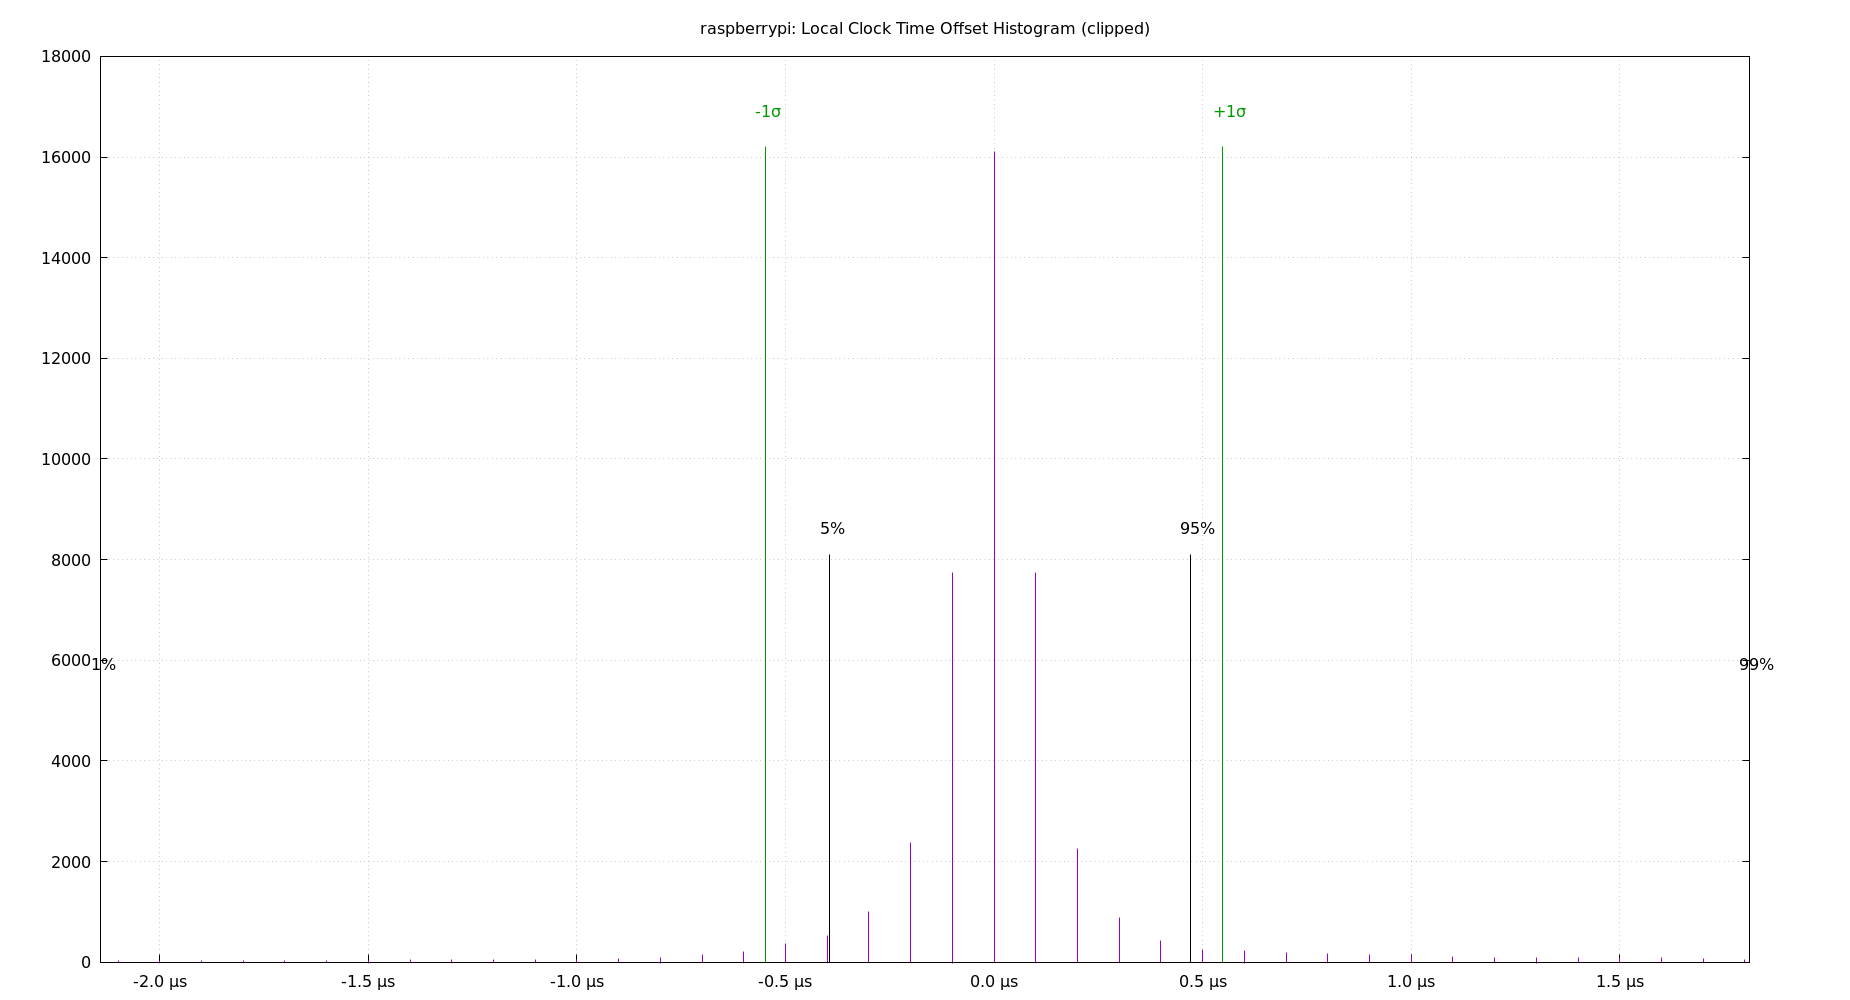 raspberrypi: Local Clock Time Offset Histogram (clipped)
18000
-1σ +1σ
16000
14000
12000
10000
5% 95%
8000
6000 1% 99%
4000
2000
0
-2.0 µs -1.5 µs -1.0 µs -0.5 µs 0.0 µs 0.5 µs 1.0 µs 1.5 µs